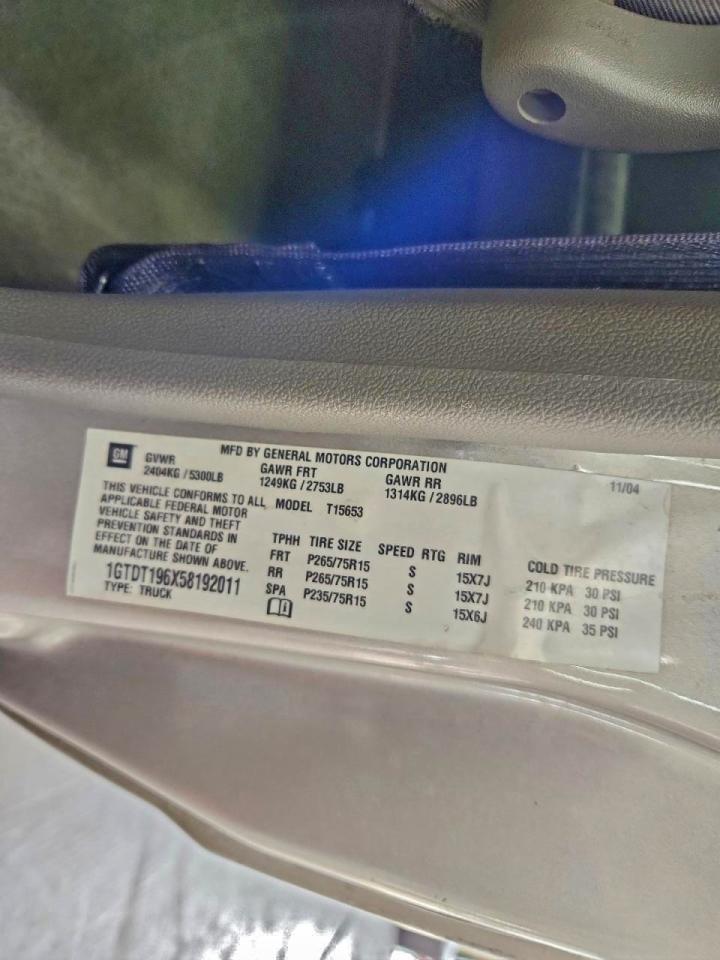 GM
MFD BY GENERAL MOTORS CORPORATION
11/04
GVWR GAWR FRT GAWR RR
2404KG / 5300LB 1249KG / 2753LB 1314KG / 2896LB
THIS VEHICLE CONFORMS TO ALL
APPLICABLE FEDERAL MOTOR
VEHICLE SAFETY AND THEFT
PREVENTION STANDARDS IN
EFFECT ON THE DATE OF
MANUFACTURE SHOWN ABOVE.
1GTDT196X58192011
TYPE: TRUCK
MODEL T15653
TPHH TIRE SIZE SPEED RTG RIM COLD TIRE PRESSURE
FRT P265/75R15 S 15X7J 210 KPA 30 PSI
RR P265/75R15 S 15X7J 210 KPA 30 PSI
SPA P235/75R15 S 15X6J 240 KPA 35 PSI